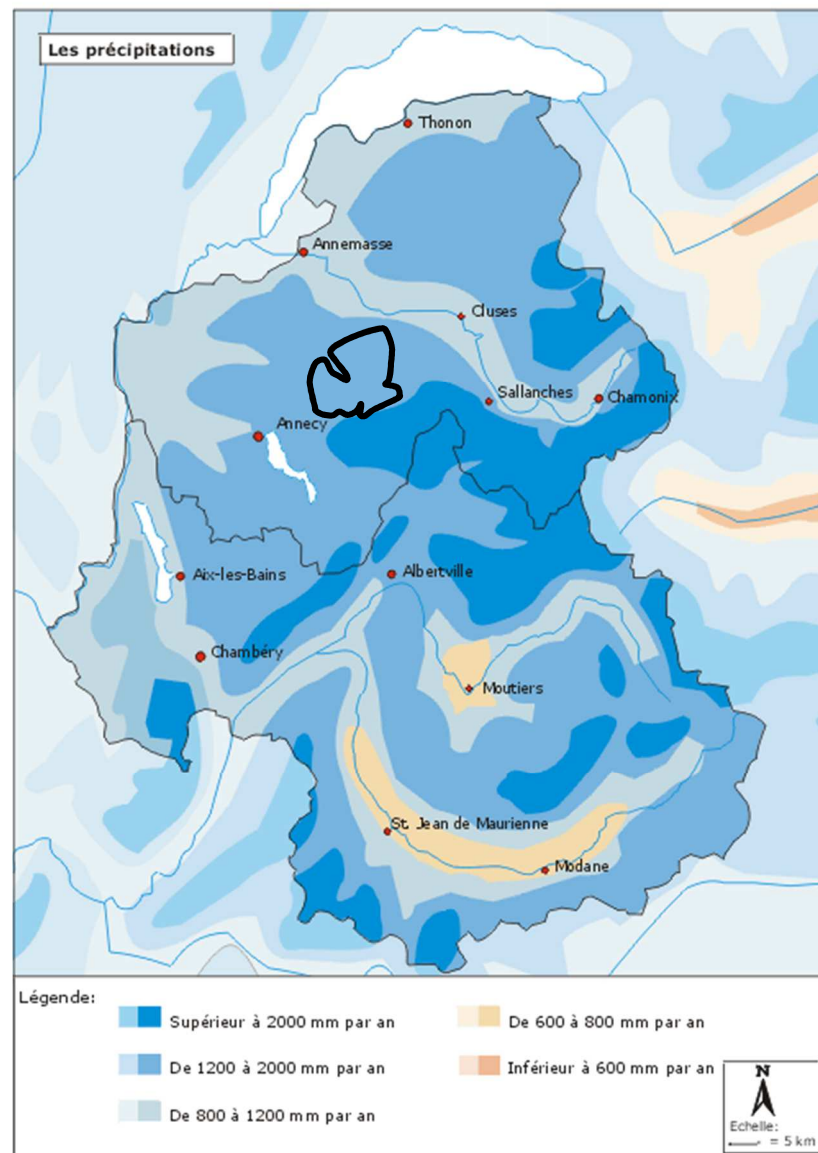 Les précipitations
Thonon
Annemasse
Cluses
Sallanches
Chamonix
Annecy
Aix-les-Bains
Albertville
Chambéry
Moutiers
St. Jean de Maurienne
Modane
Légende:
Supérieur à 2000 mm par an
De 600 à 800 mm par an
De 1200 à 2000 mm par an
Inférieur à 600 mm par an
De 800 à 1200 mm par an
N
Echelle:
= 5 km